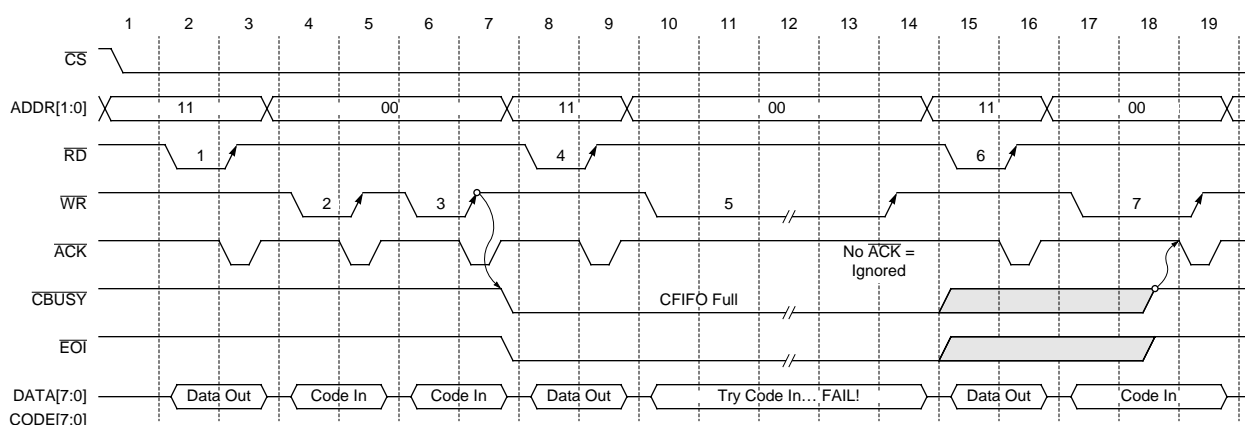 1 2 3 4 5 6 7 8 9 10 11 12 13 14 15 16 17 18 19
CS
ADDR[1:0] 11 00 11 00 11 00
RD 1 4 6
WR 2 3 5 7
ACK No ACK =
Ignored
CBUSY CFIFO Full
EOI
DATA[7:0] Data Out Code In Code In Data Out Try Code In… FAIL! Data Out Code In
CODE[7:0]